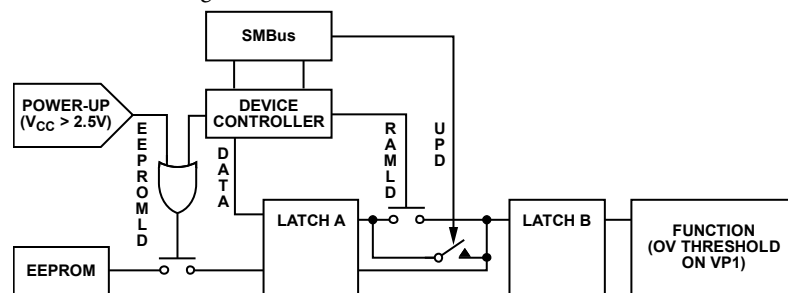 SMBus
POWER-UP
(VCC > 2.5V)
DEVICE
CONTROLLER
EEPROMLD
DATA
RAMLD
UPD
LATCH A
LATCH B
FUNCTION
(OV THRESHOLD
ON VP1)
EEPROM